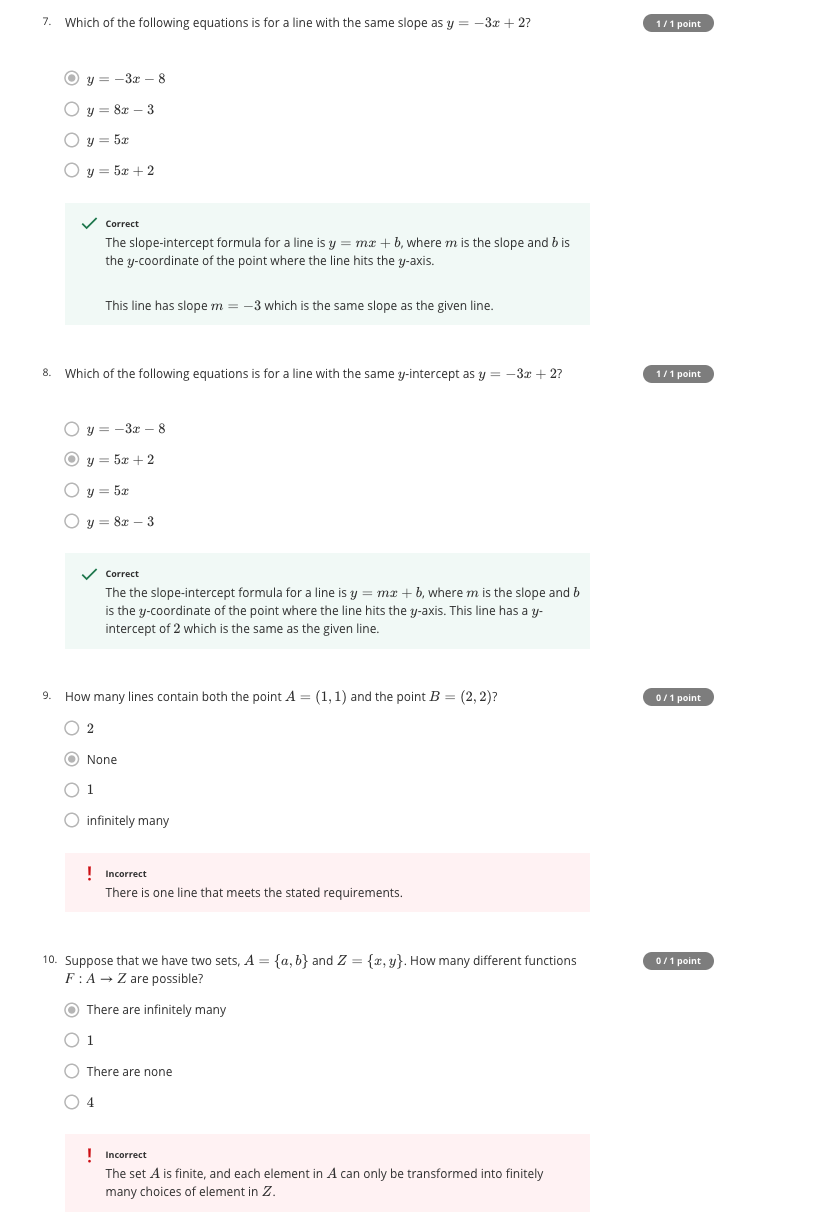 7. Which of the following equations is for a line with the same slope as y = −3x + 2?
1 / 1 point
y = −3x − 8
y = 8x − 3
y = 5x
y = 5x + 2
Correct
The slope-intercept formula for a line is y = mx + b, where m is the slope and b is
the y-coordinate of the point where the line hits the y-axis.
This line has slope m = −3 which is the same slope as the given line.
8. Which of the following equations is for a line with the same y-intercept as y = −3x + 2?
1 / 1 point
y = −3x − 8
y = 5x + 2
y = 5x
y = 8x − 3
Correct
The the slope-intercept formula for a line is y = mx + b, where m is the slope and b
is the y-coordinate of the point where the line hits the y-axis. This line has a y-
intercept of 2 which is the same as the given line.
9. How many lines contain both the point A = (1, 1) and the point B = (2, 2)?
0 / 1 point
2
None
1
infinitely many
Incorrect
There is one line that meets the stated requirements.
10. Suppose that we have two sets, A = {a, b} and Z = {x, y}. How many different functions
0 / 1 point
F : A → Z are possible?
There are infinitely many
1
There are none
4
Incorrect
The set A is finite, and each element in A can only be transformed into finitely
many choices of element in Z.